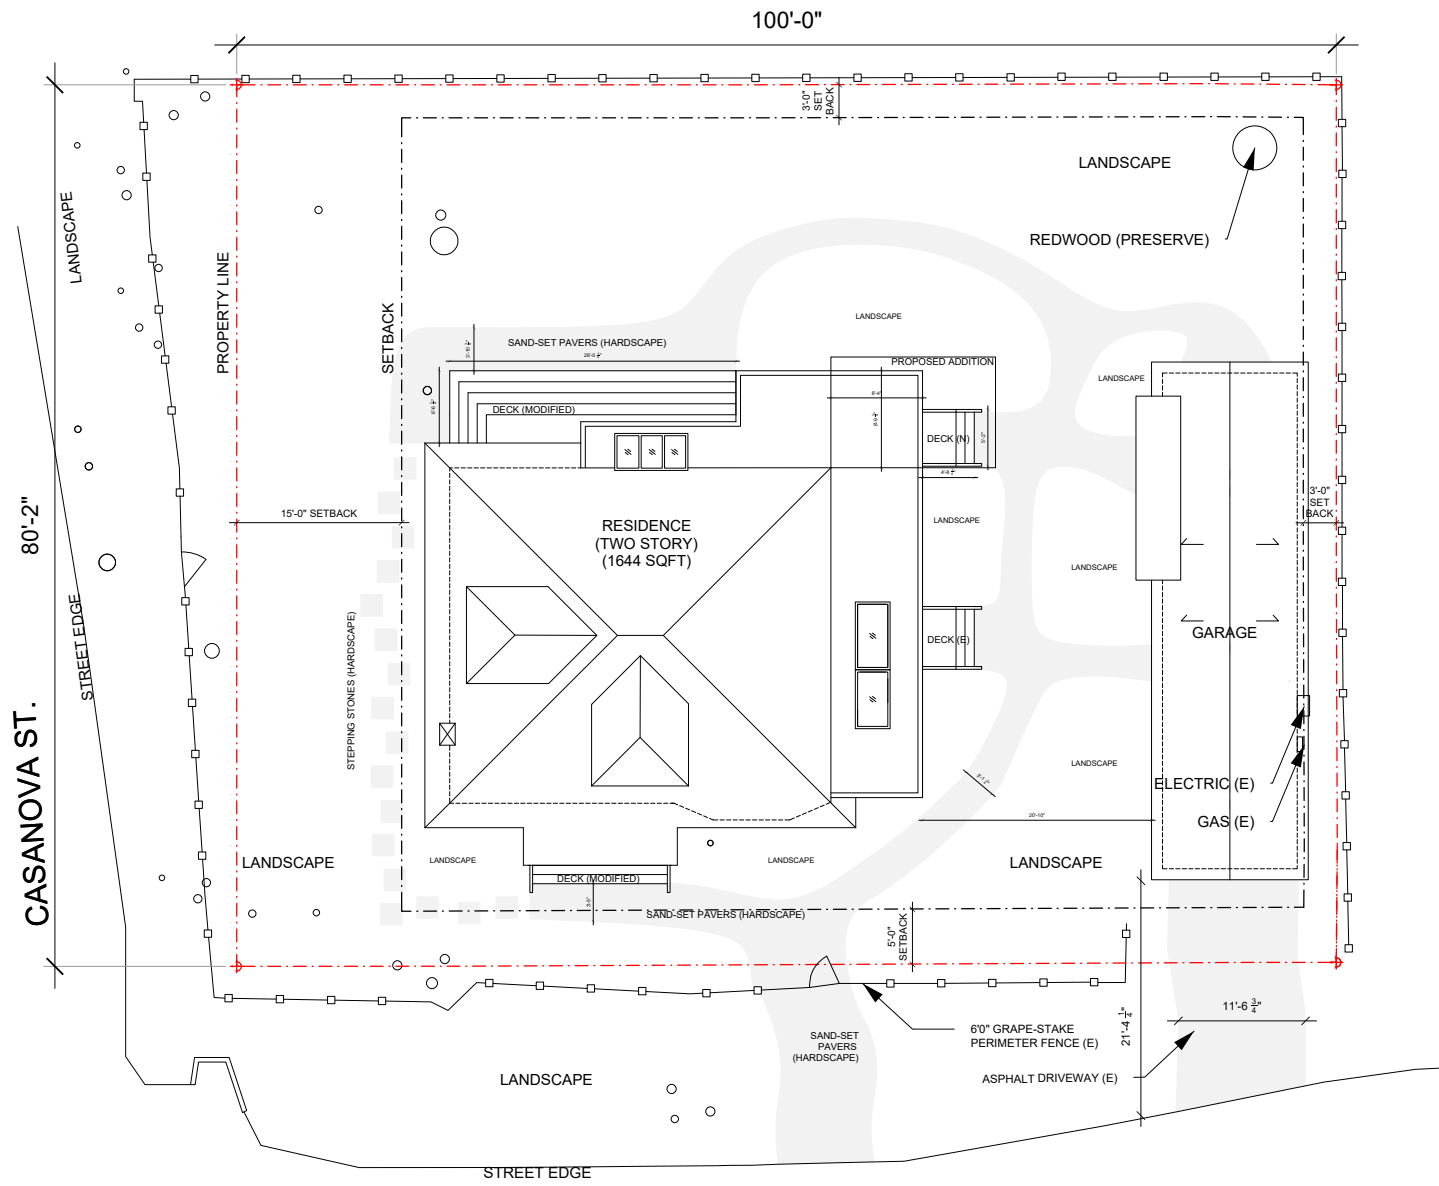 100'-0"
3'-0"
SET
BACK
LANDSCAPE
LANDSCAPE
REDWOOD (PRESERVE)
PROPERTY LINE
SETBACK
LANDSCAPE
SAND-SET PAVERS (HARDSCAPE)
PROPOSED ADDITION
LANDSCAPE
DECK (MODIFIED)
DECK (N)
5'-2"
8'-4"
80'-2"
15'-0" SETBACK
RESIDENCE
(TWO STORY)
(1644 SQFT)
LANDSCAPE
3'-0"
SET
BACK
LANDSCAPE
STREET EDGE
STEPPING STONES (HARDSCAPE)
DECK (E)
GARAGE
CASANOVA ST.
LANDSCAPE
ELECTRIC (E)
GAS (E)
20'-10"
LANDSCAPE
LANDSCAPE
LANDSCAPE
LANDSCAPE
DECK (MODIFIED)
SAND-SET PAVERS (HARDSCAPE)
5'-0"
SETBACK
11'-6 3/4"
21'-4 1/4"
SAND-SET
PAVERS
(HARDSCAPE)
6'0" GRAPE-STAKE
PERIMETER FENCE (E)
ASPHALT DRIVEWAY (E)
LANDSCAPE
STREET EDGE